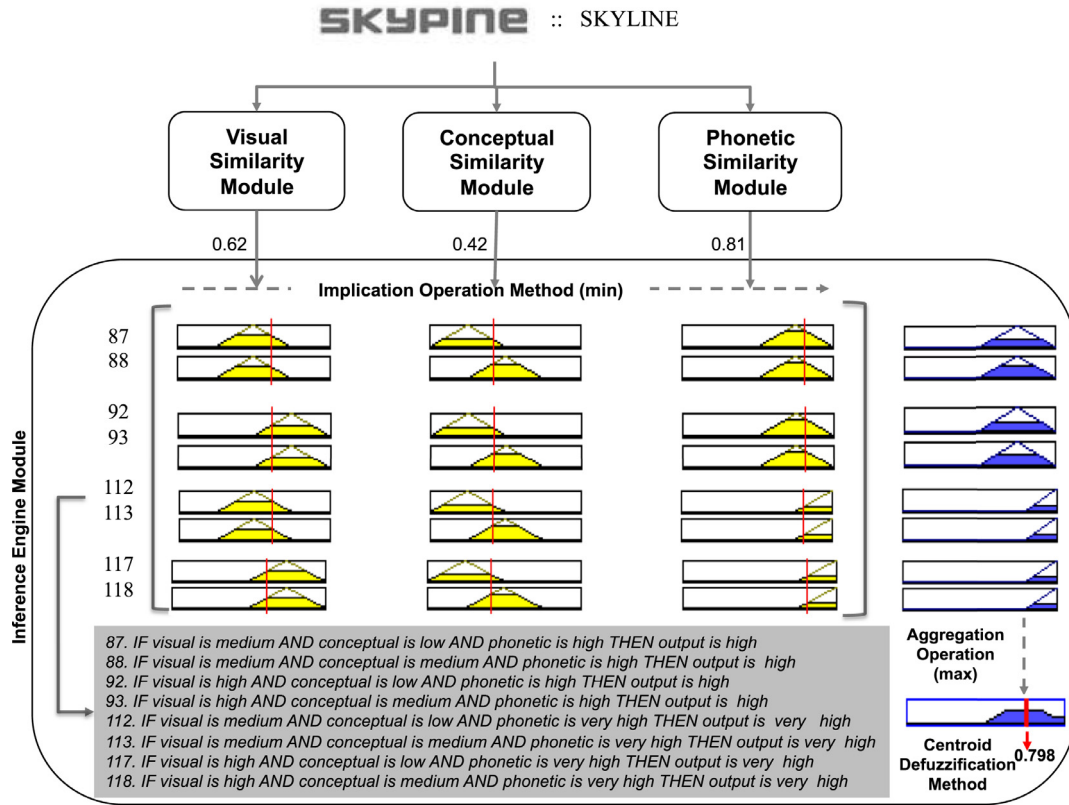 SKYPINE :: SKYLINE
Visual
Similarity
Module
Conceptual
Similarity
Module
Phonetic
Similarity
Module
0.62
0.42
0.81
Implication Operation Method (min)
Inference Engine Module
87
88
92
93
112
113
117
118
87. IF visual is medium AND conceptual is low AND phonetic is high THEN output is high
88. IF visual is medium AND conceptual is medium AND phonetic is high THEN output is high
92. IF visual is high AND conceptual is low AND phonetic is high THEN output is high
93. IF visual is high AND conceptual is medium AND phonetic is high THEN output is high
112. IF visual is medium AND conceptual is low AND phonetic is very high THEN output is very high
113. IF visual is medium AND conceptual is medium AND phonetic is very high THEN output is very high
117. IF visual is high AND conceptual is low AND phonetic is very high THEN output is very high
118. IF visual is high AND conceptual is medium AND phonetic is very high THEN output is very high
Aggregation
Operation
(max)
0.798
Centroid
Defuzzification
Method